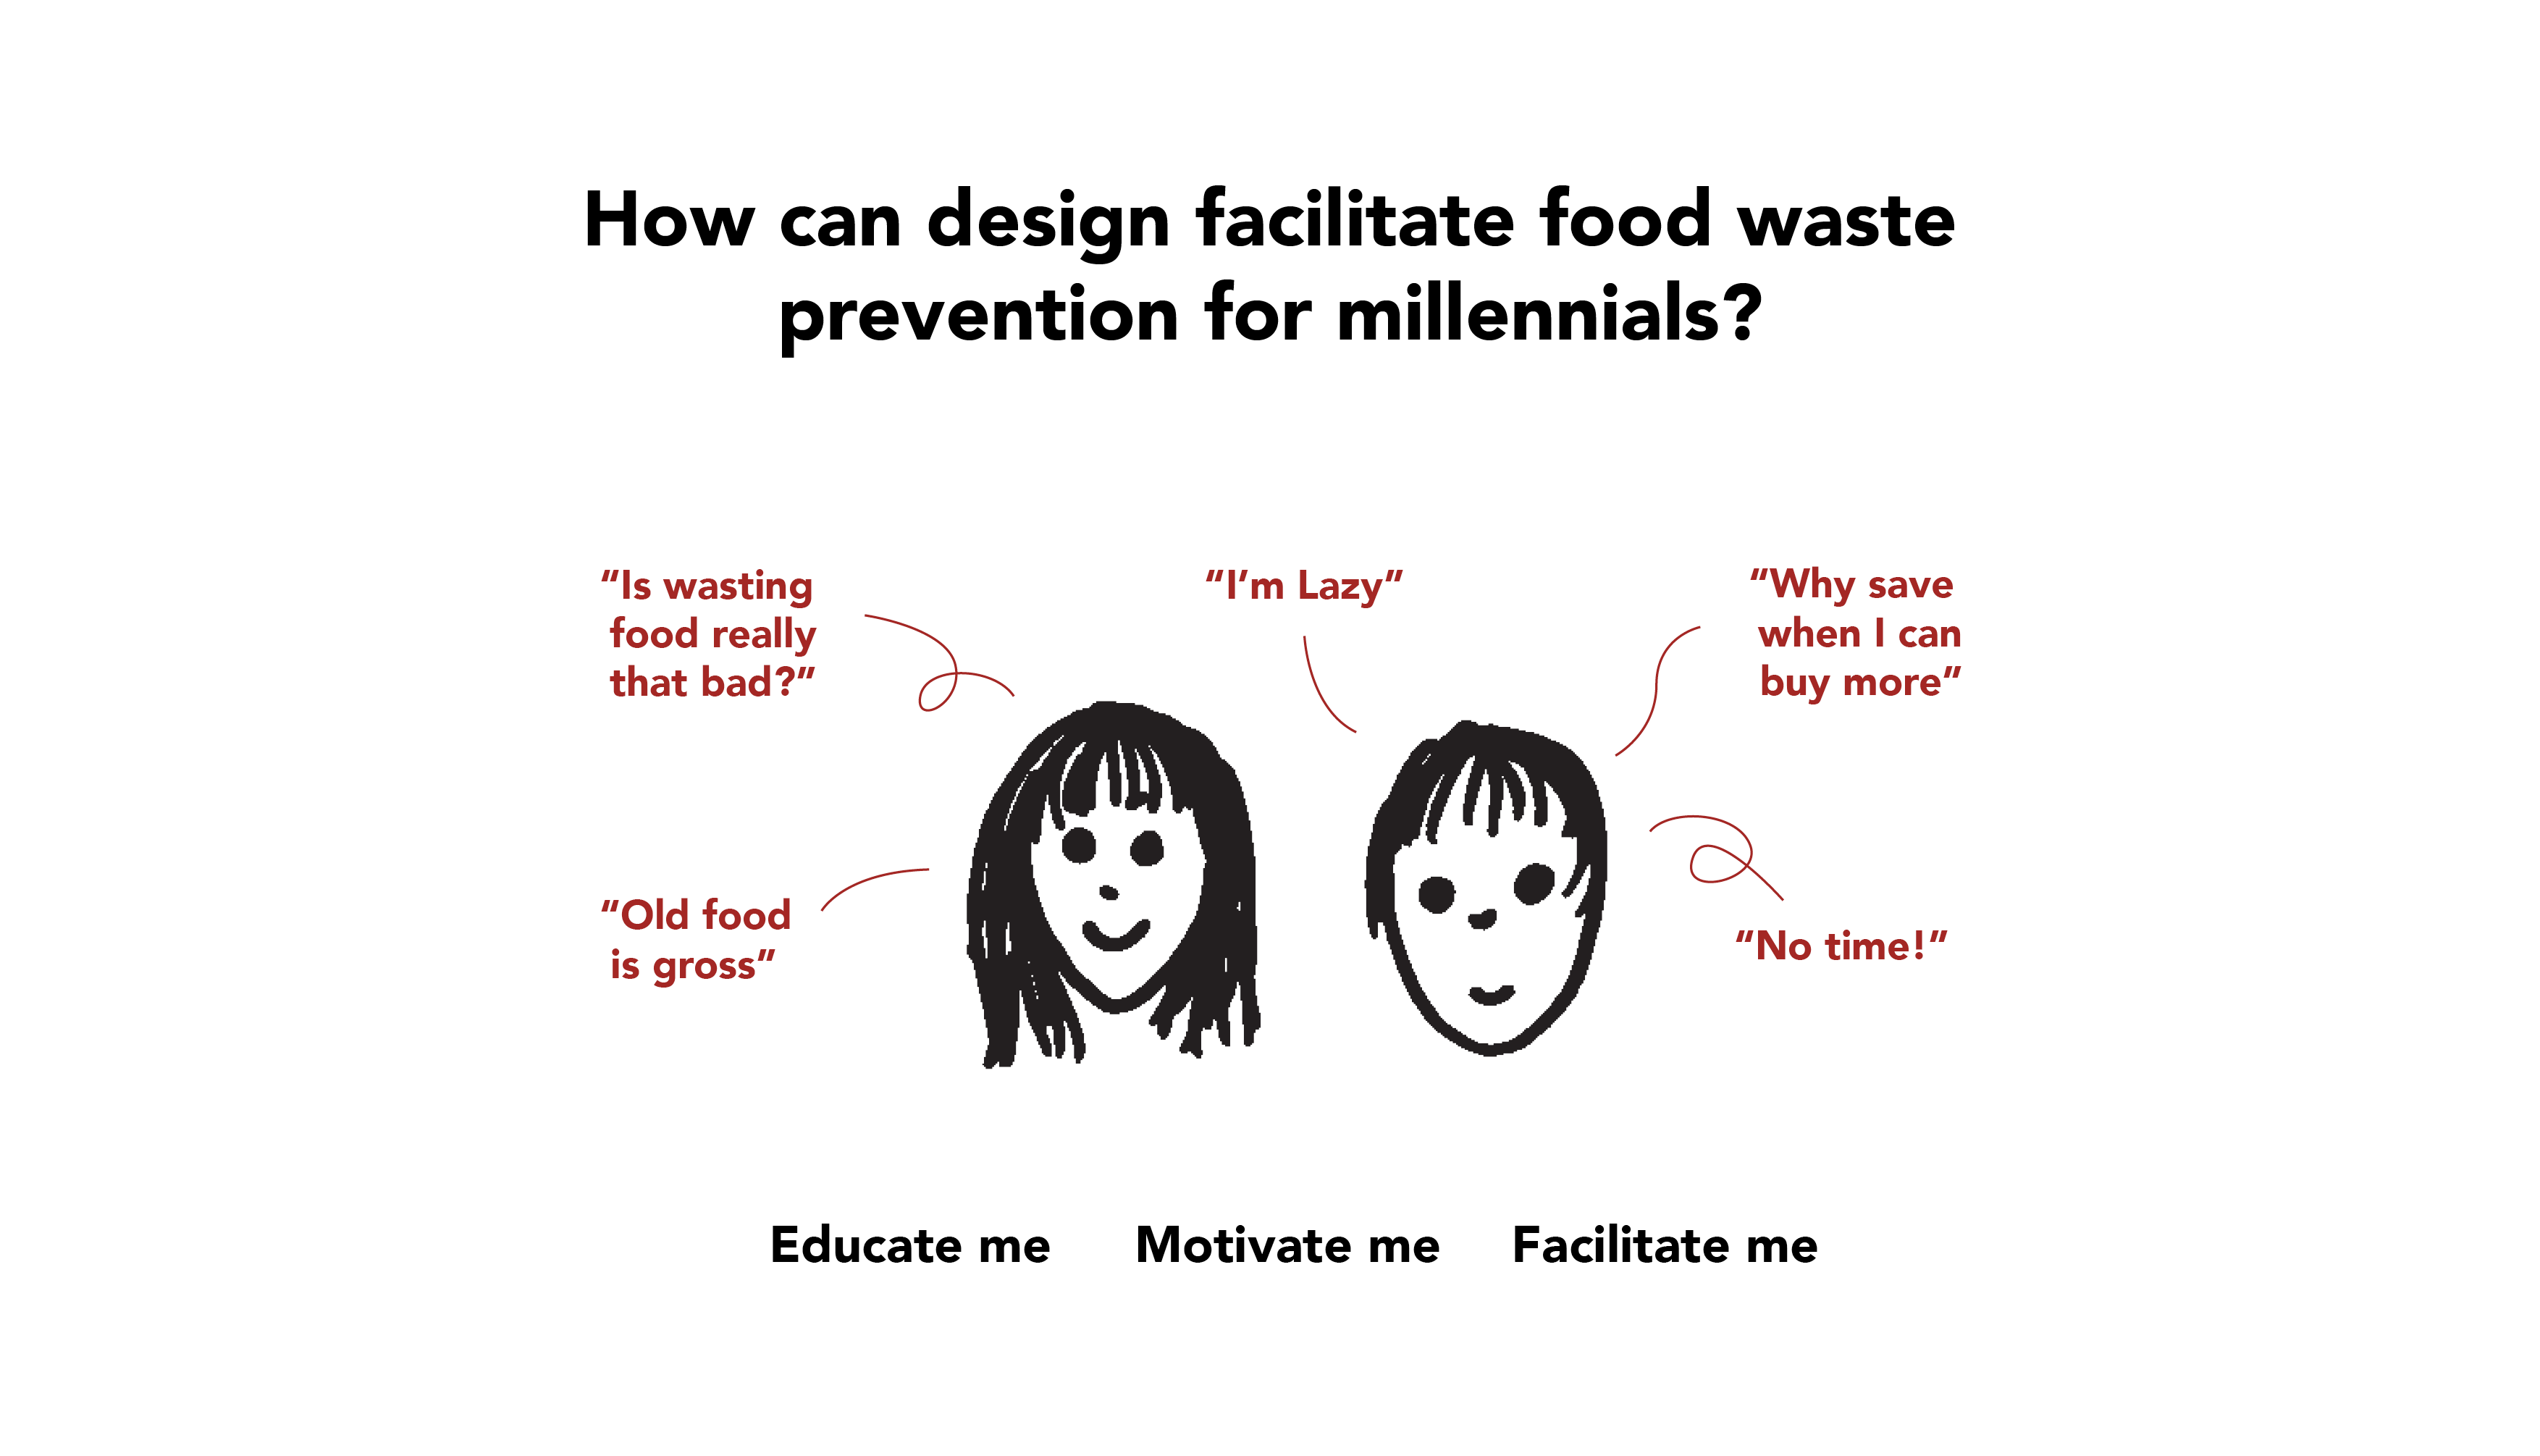 How can design facilitate food waste
prevention for millennials?
“Is wasting
food really
that bad?”
“I’m Lazy”
“Why save
when I can
buy more”
“Old food
is gross”
“No time!”
Educate me
Motivate me
Facilitate me